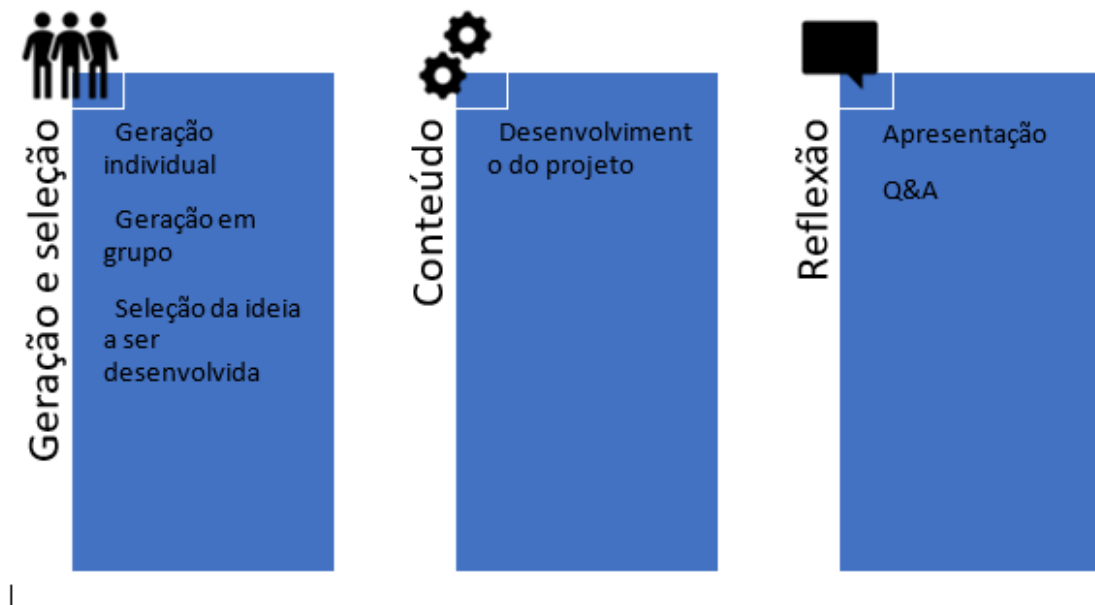 Geração e seleção
Geração
individual
Geração em
grupo
Seleção da ideia
a ser
desenvolvida
Conteúdo
Desenvolviment
o do projeto
Reflexão
Apresentação
Q&A